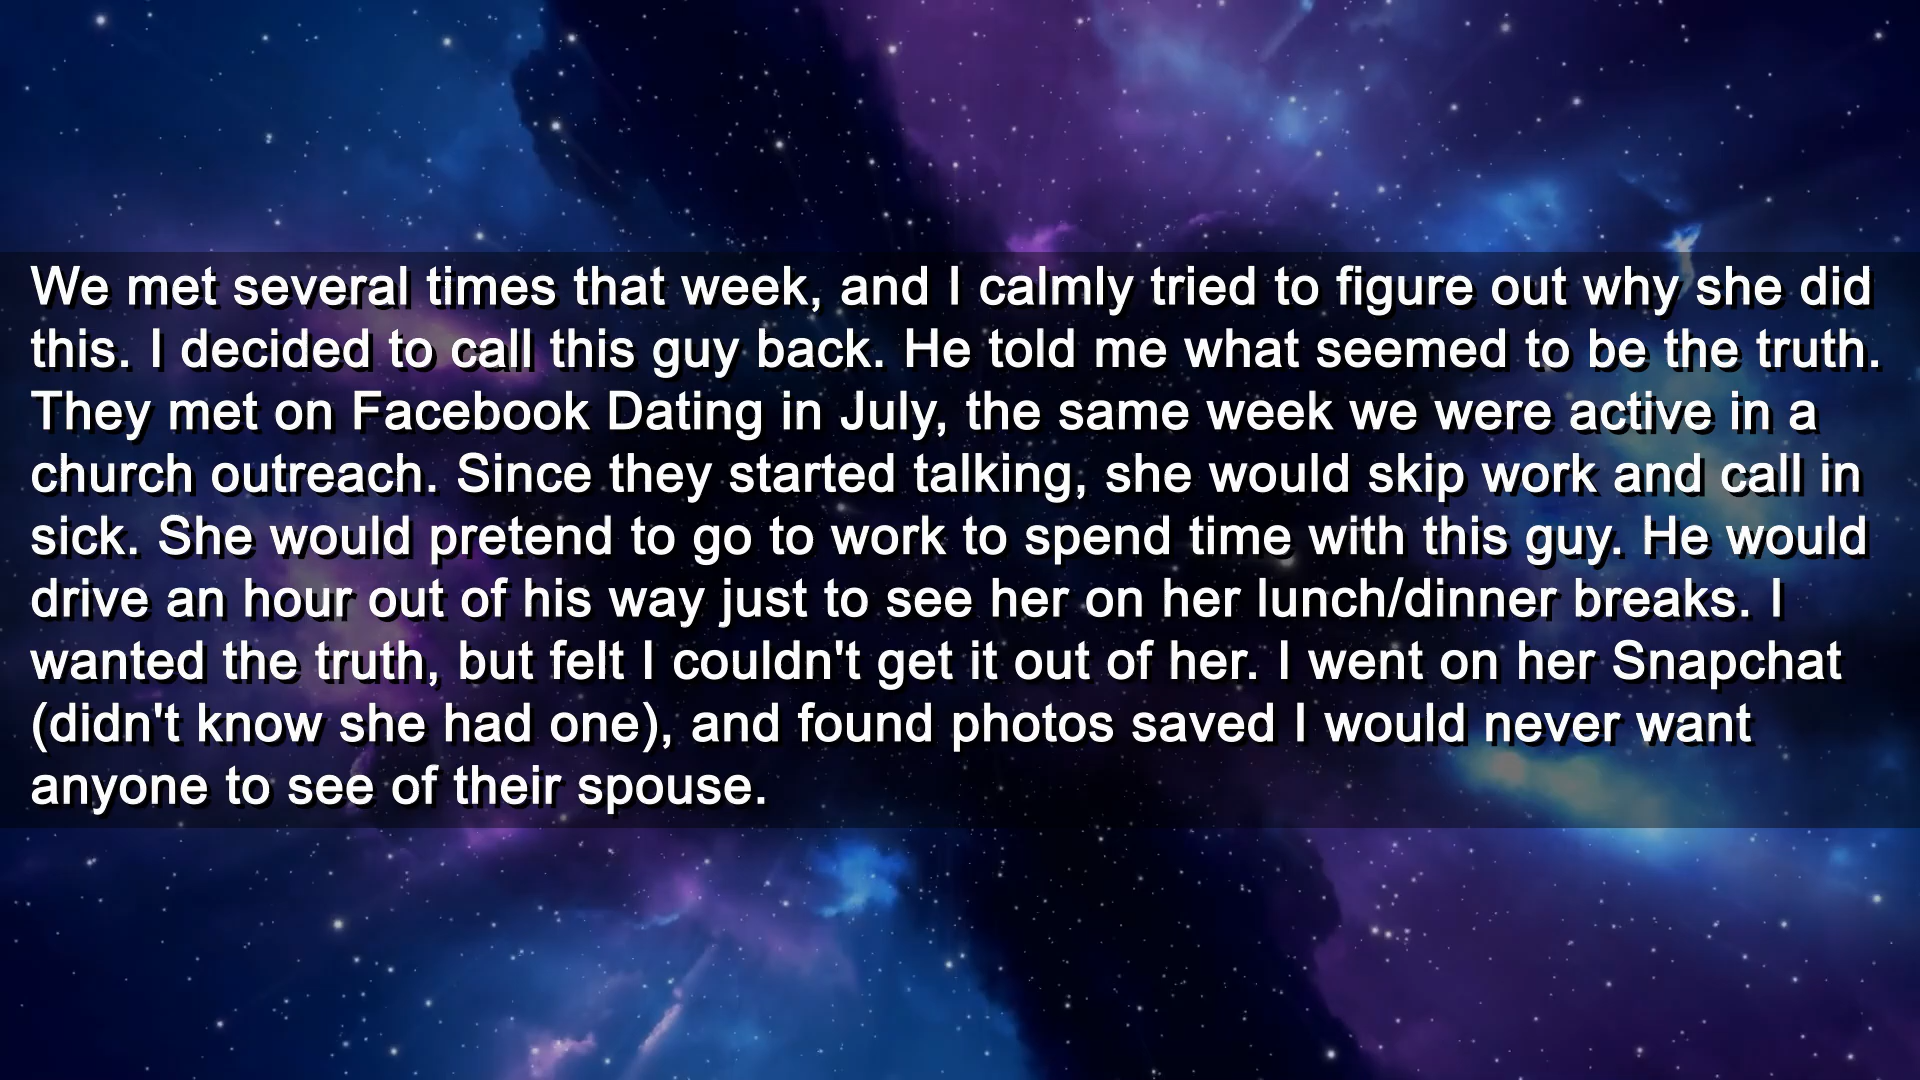 We met several times that week, and I calmly tried to figure out why she did
this. I decided to call this guy back. He told me what seemed to be the truth.
They met on Facebook Dating in July, the same week we were active in a
church outreach. Since they started talking, she would skip work and call in
sick. She would pretend to go to work to spend time with this guy. He would
drive an hour out of his way just to see her on her lunch/dinner breaks. I
wanted the truth, but felt I couldn't get it out of her. I went on her Snapchat
(didn't know she had one), and found photos saved I would never want
anyone to see of their spouse.